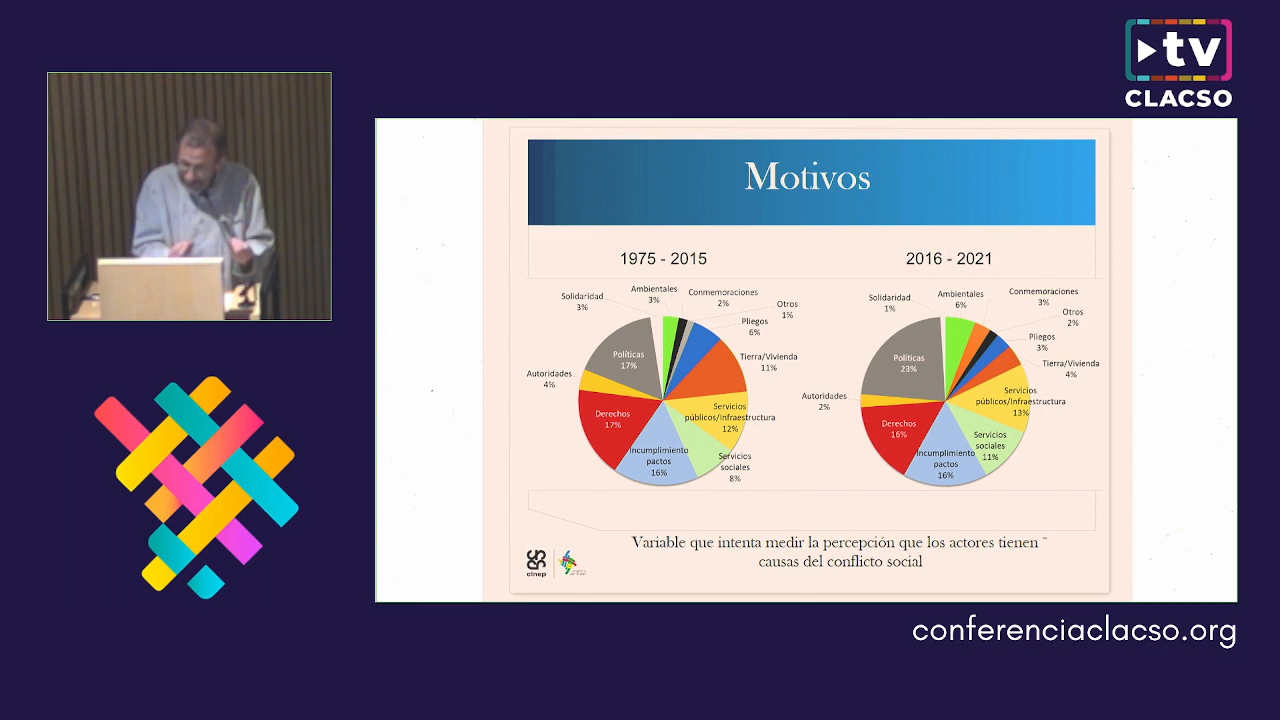 tv
CLACSO
Motivos
1975 - 2015
2016 - 2021
Solidaridad
3%
Ambientales
3%
Conmemoraciones
2%
Otros
1%
Pliegos
6%
Tierra/Vivienda
11%
Servicios
públicos/Infraestructura
12%
Servicios
sociales
8%
Incumplimiento
pactos
16%
Derechos
17%
Autoridades
4%
Políticas
17%
Solidaridad
1%
Ambientales
6%
Conmemoraciones
3%
Otros
2%
Pliegos
3%
Tierra/Vivienda
4%
Servicios
públicos/Infraestructura
13%
Servicios
sociales
11%
Incumplimiento
pactos
16%
Derechos
16%
Autoridades
2%
Políticas
23%
Variable que intenta medir la percepción que los actores tienen ~
causas del conflicto social
cinep
conferenciaclacso.org